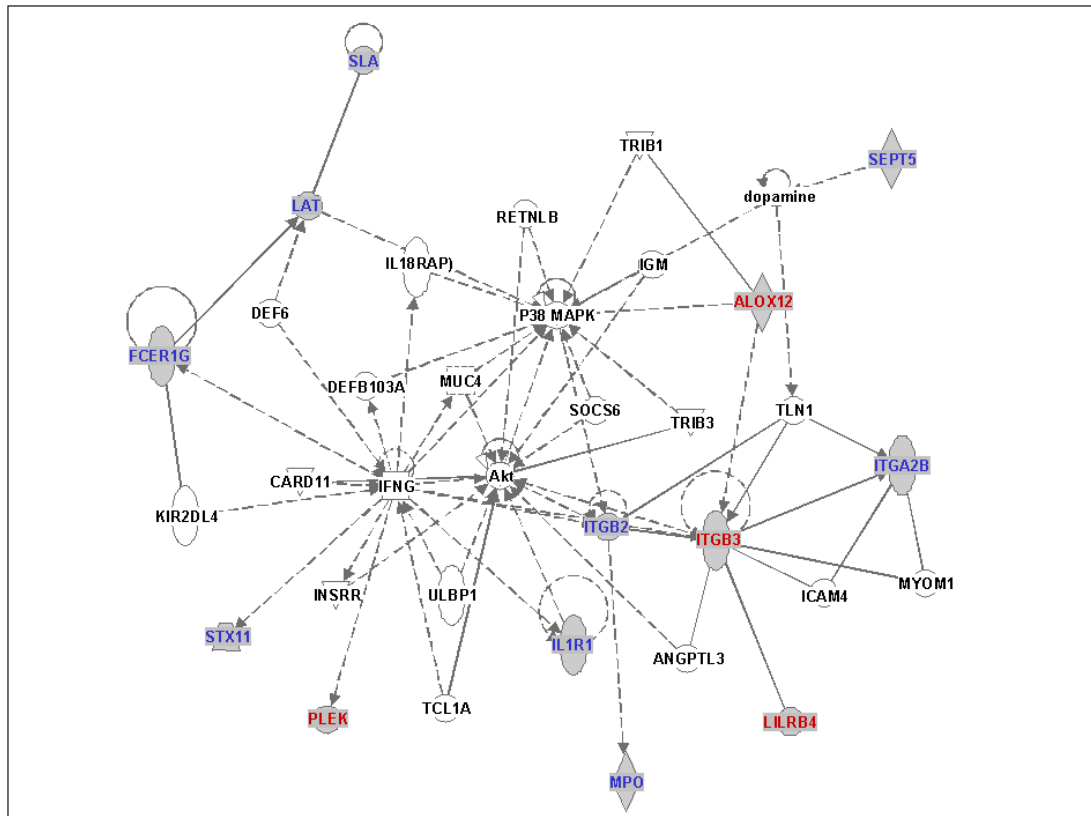 SLA
TRIB1
SEPT5
dopamine
LAT
RETNLB
IL18RAP)
IGM
ALOX12
DEF6
P38 MAPK
FCER1G
DEFB103A
MUC4
SOCS6
TRIB3
TLN1
ITGA2B
CARD11
IFNG
Akt
KIR2DL4
ITGB2
ITGB3
MYOM1
INSRR
ULBP1
ICAM4
STX11
IL1R1
ANGPTL3
PLEK
TCL1A
LILRB4
MPO